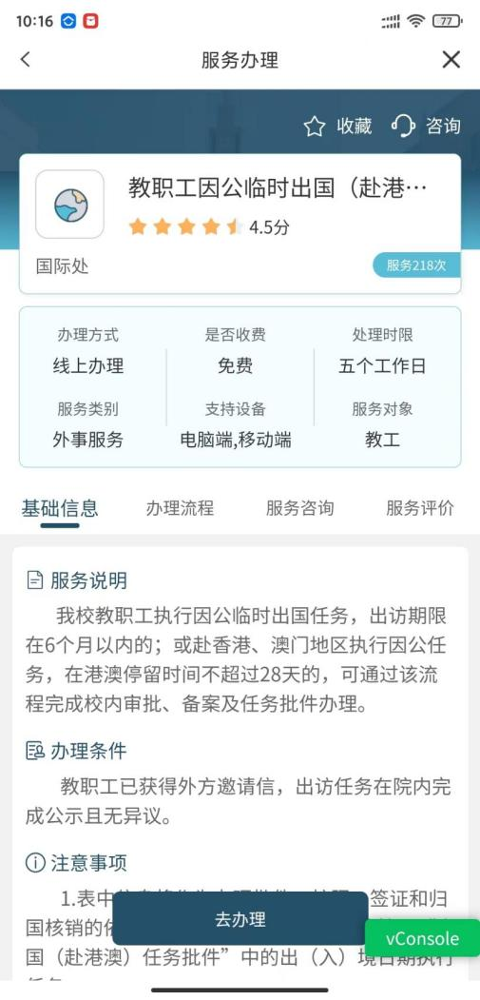 10:16
77
服务办理
收藏
咨询
教职工因公临时出国（赴港…
4.5分
国际处
服务218次
办理方式
是否收费
处理时限
线上办理
免费
五个工作日
服务类别
支持设备
服务对象
外事服务
电脑端,移动端
教工
基础信息
办理流程
服务咨询
服务评价
服务说明
我校教职工执行因公临时出国任务，出访期限
在6个月以内的；或赴香港、澳门地区执行因公任
务，在港澳停留时间不超过28天的，可通过该流
程完成校内审批、备案及任务批件办理。
办理条件
教职工已获得外方邀请信，出访任务在院内完
成公示且无异议。
注意事项
1.表中
签证和归
国核销的
去办理
vConsole
国（赴港澳）任务批件”中的出（入）境日期执行